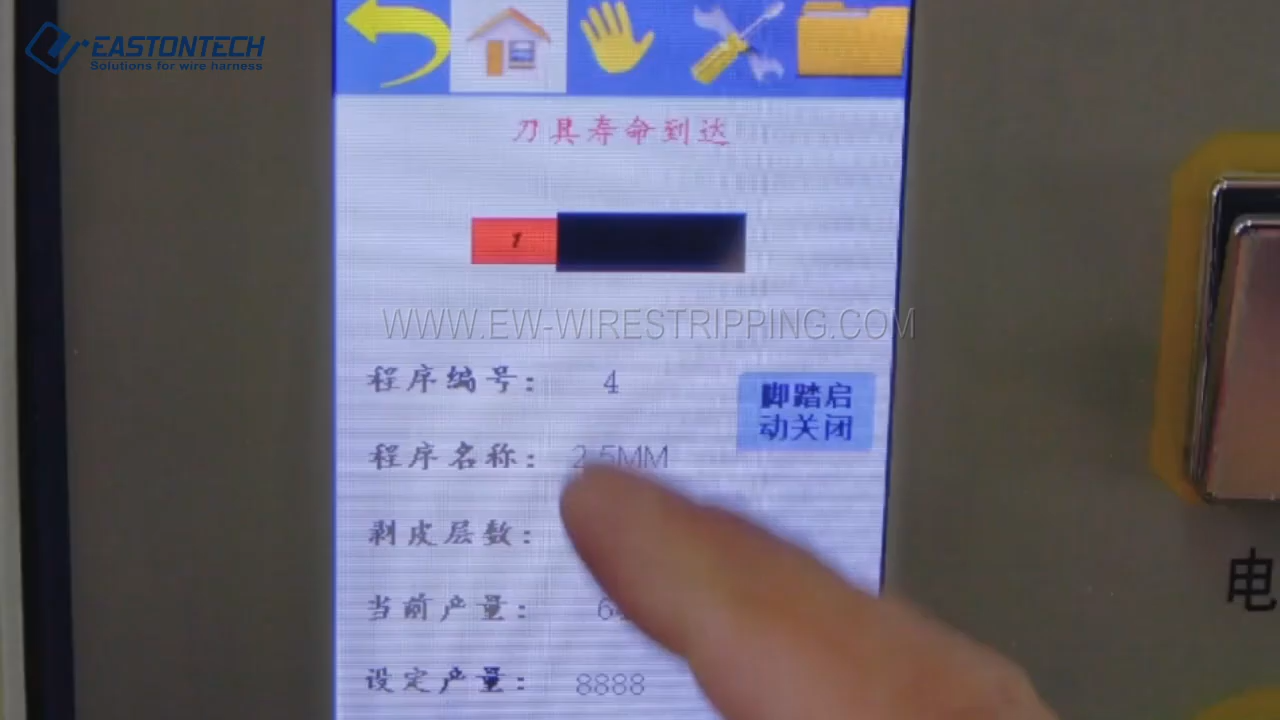 EASTONTECH
Solutions for wire harness
刀具寿命到达
1
WWW.EW-WIRESTRIPPING.COM
程序编号: 4
脚踏启
动关闭
程序名称: 2.5MM
剥皮层数:
当前产量: 6
设定产量: 8888
电